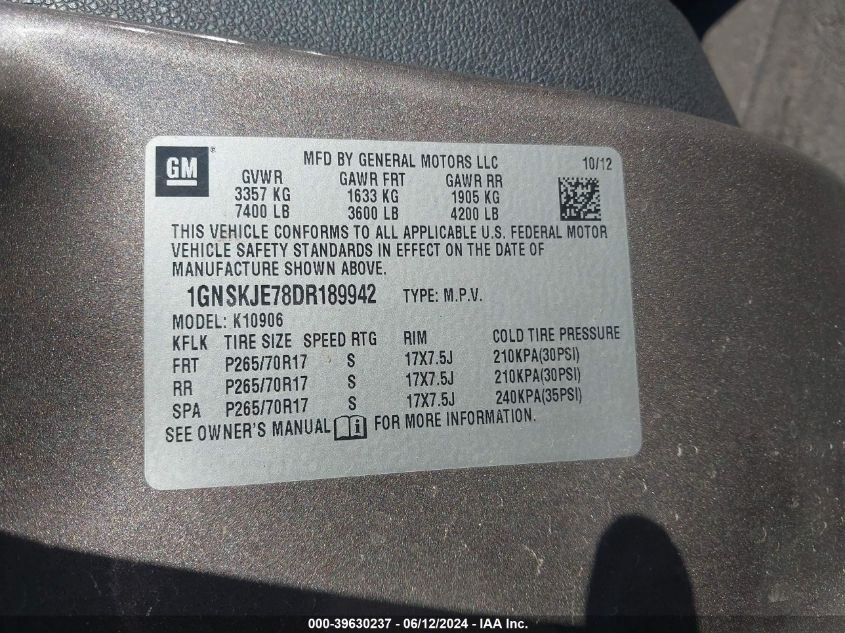 GM ® MFD BY GENERAL MOTORS LLC 10/12
GVWR GAWR FRT GAWR RR
3357 KG 1633 KG 1905 KG
7400 LB 3600 LB 4200 LB
THIS VEHICLE CONFORMS TO ALL APPLICABLE U.S. FEDERAL MOTOR
VEHICLE SAFETY STANDARDS IN EFFECT ON THE DATE OF
MANUFACTURE SHOWN ABOVE.
1GNSKJE78DR189942 TYPE: M.P.V.
MODEL: K10906
KFLK TIRE SIZE SPEED RTG RIM COLD TIRE PRESSURE
FRT P265/70R17 S 17X7.5J 210KPA(30PSI)
RR P265/70R17 S 17X7.5J 210KPA(30PSI)
SPA P265/70R17 S 17X7.5J 240KPA(35PSI)
SEE OWNER'S MANUAL i FOR MORE INFORMATION.
000-39630237 - 06/12/2024 - IAA Inc.